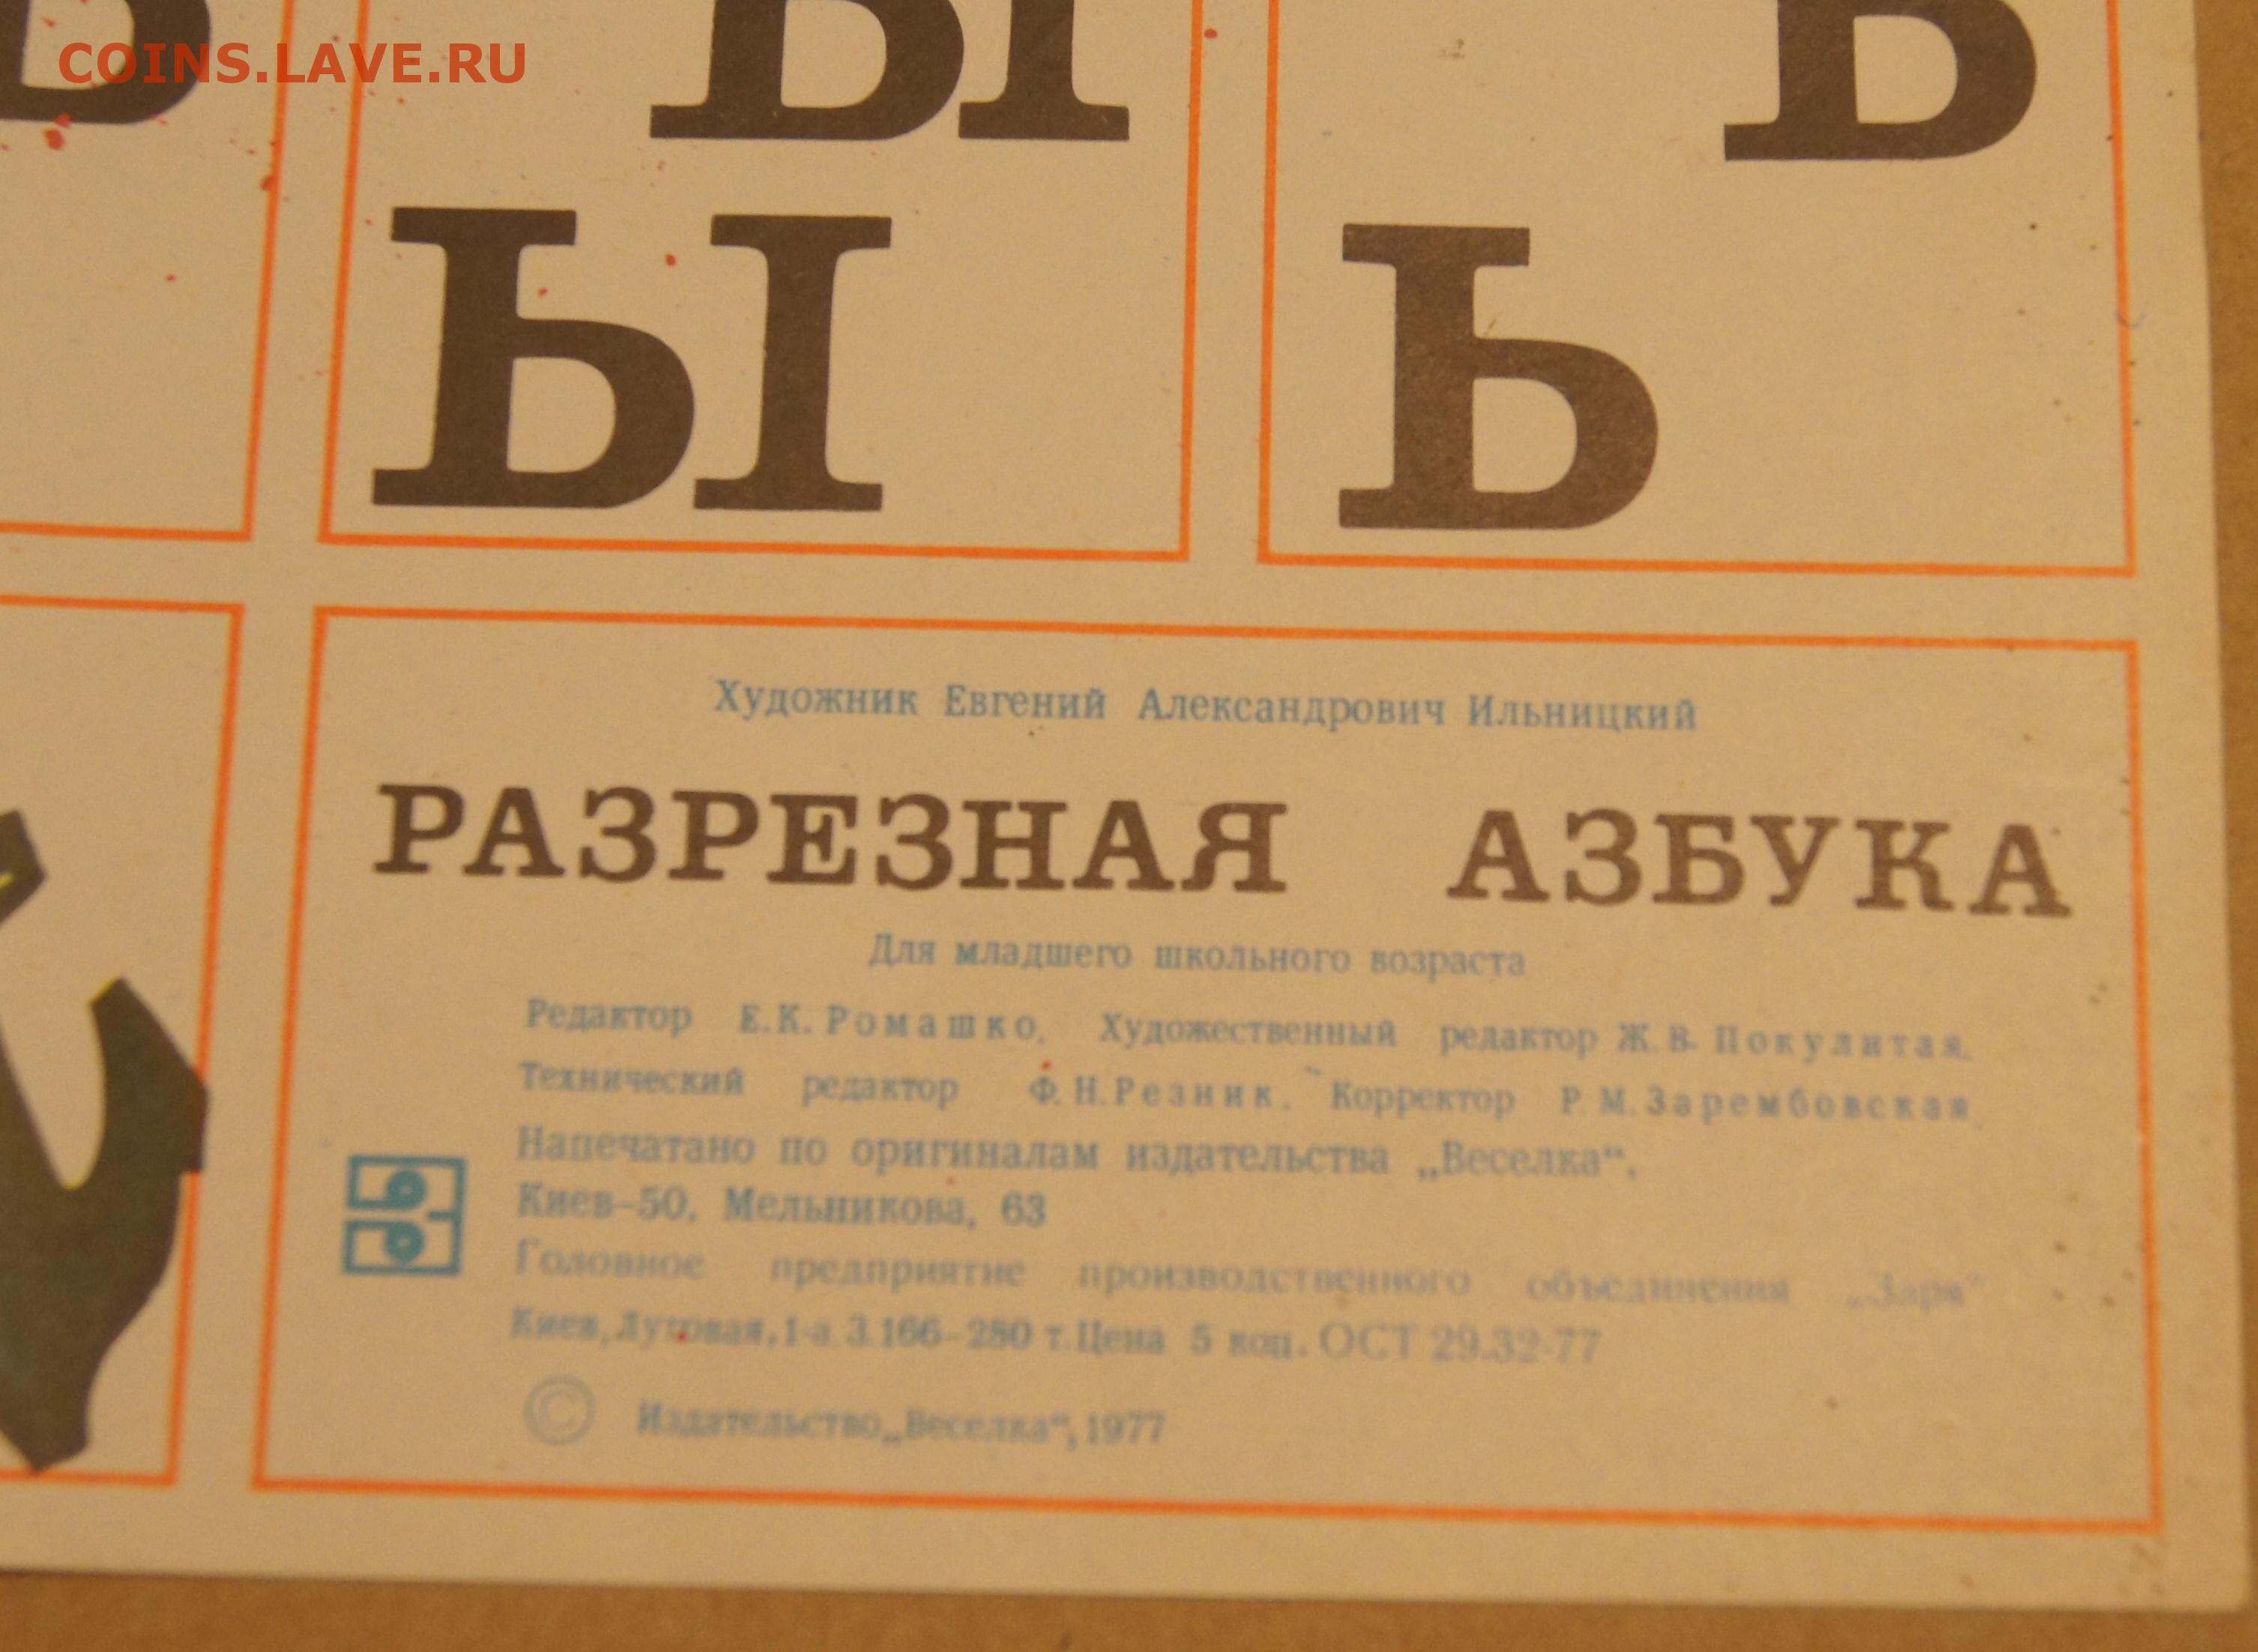 COINS.LAVE.RU
Ы
Ы Ь
Художник Евгений Александрович Ильницкий
РАЗРЕЗНАЯ АЗБУКА
Для младшего школьного возраста
Редактор Е.К.Ромашко. Художественный редактор Ж.В.Покулитая.
Технический редактор Ф.Н.Резник. Корректор Р.М.Зарембовская.
Напечатано по оригиналам издательства „Веселка“.
Киев–50, Мельникова, 63
Головное предприятие производственного объединения „Заря“
Киев,Луговая,1-а.З.166–280 т.Цена 5 коп. ОСТ 29.32-77
© Издательство„Веселка“,1977